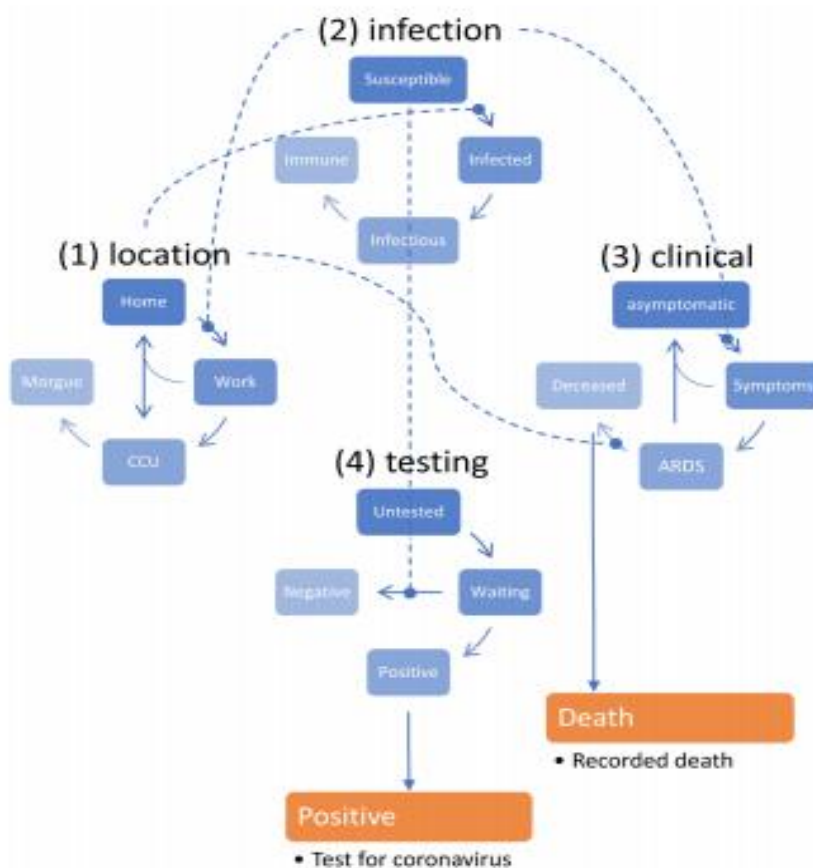 (2) infection
Susceptible
Immune
Infected
Infectious
(1) location
Home
Morgue
Work
CCU
(3) clinical
asymptomatic
Deceased
Symptoms
ARDS
(4) testing
Untested
Negative
Waiting
Positive
Death
• Recorded death
Positive
• Test for coronavirus